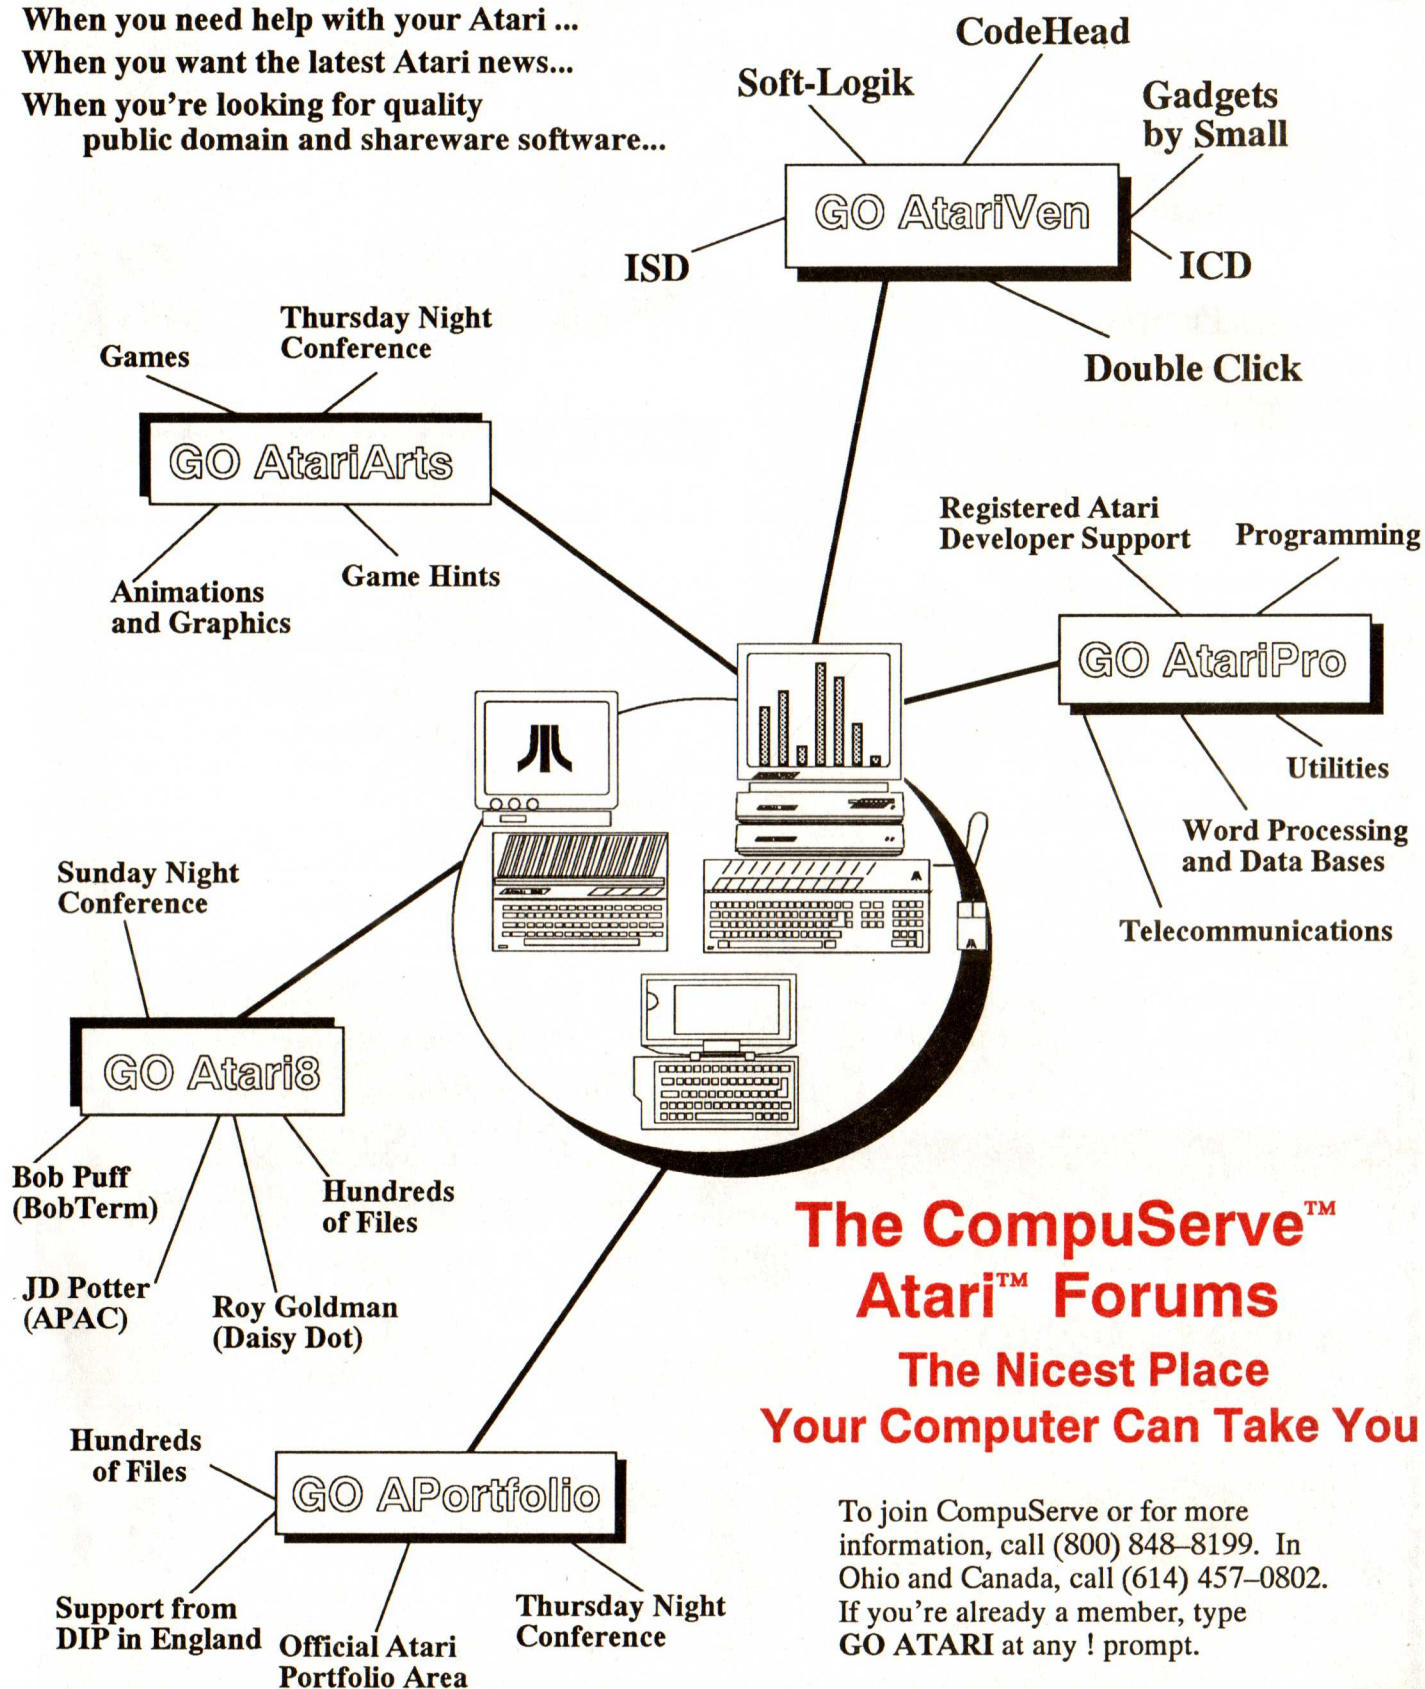 When you need help with your Atari ...
When you want the latest Atari news...
When you're looking for quality
public domain and shareware software...
CodeHead
Soft-Logik
Gadgets
by Small
GO AtariVen
ISD
ICD
Double Click
Thursday Night
Conference
Games
GO AtariArts
Animations
and Graphics
Game Hints
Registered Atari
Developer Support
Programming
GO AtariPro
Utilities
Word Processing
and Data Bases
Telecommunications
Sunday Night
Conference
GO Atari8
Bob Puff
(BobTerm)
Hundreds
of Files
JD Potter
(APAC)
Roy Goldman
(Daisy Dot)
The CompuServe™
Atari™ Forums
The Nicest Place
Your Computer Can Take You
Hundreds
of Files
GO APortfolio
Support from
DIP in England
Official Atari
Portfolio Area
Thursday Night
Conference
To join CompuServe or for more
information, call (800) 848–8199. In
Ohio and Canada, call (614) 457–0802.
If you're already a member, type
GO ATARI at any ! prompt.